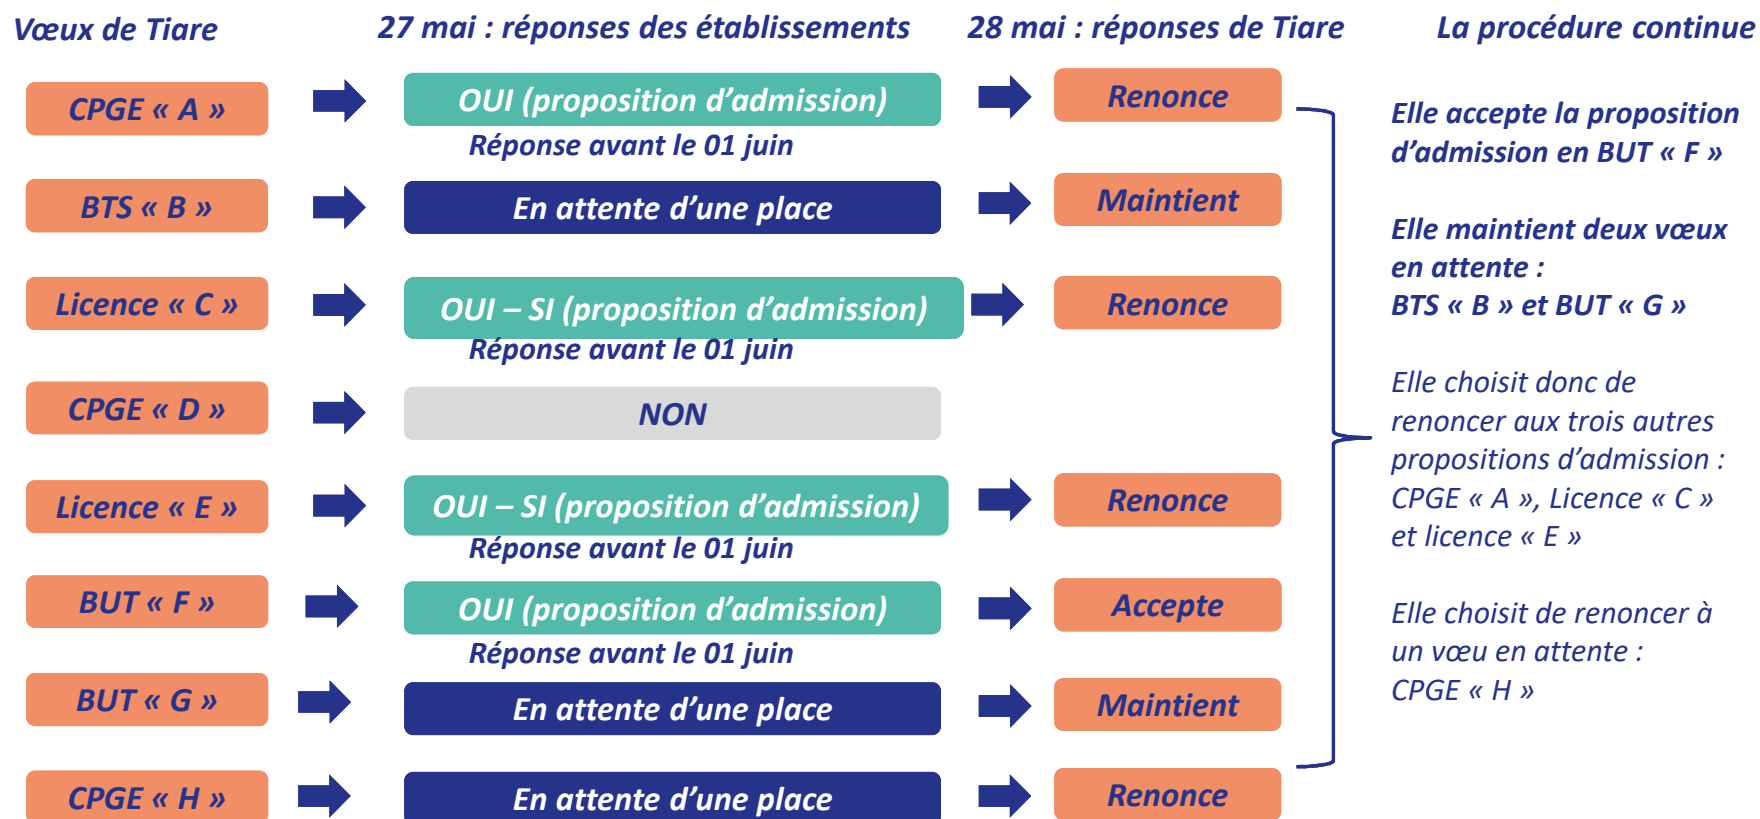 Vœux de Tiare
27 mai : réponses des établissements
28 mai : réponses de Tiare
La procédure continue
CPGE « A »
OUI (proposition d’admission)
Renonce
Réponse avant le 01 juin
BTS « B »
En attente d’une place
Maintient
Licence « C »
OUI – SI (proposition d’admission)
Renonce
Réponse avant le 01 juin
CPGE « D »
NON
Licence « E »
OUI – SI (proposition d’admission)
Renonce
Réponse avant le 01 juin
BUT « F »
OUI (proposition d’admission)
Accepte
Réponse avant le 01 juin
BUT « G »
En attente d’une place
Maintient
CPGE « H »
En attente d’une place
Renonce
Elle accepte la proposition
d’admission en BUT « F »
Elle maintient deux vœux
en attente :
BTS « B » et BUT « G »
Elle choisit donc de
renoncer aux trois autres
propositions d’admission :
CPGE « A », Licence « C »
et licence « E »
Elle choisit de renoncer à
un vœu en attente :
CPGE « H »